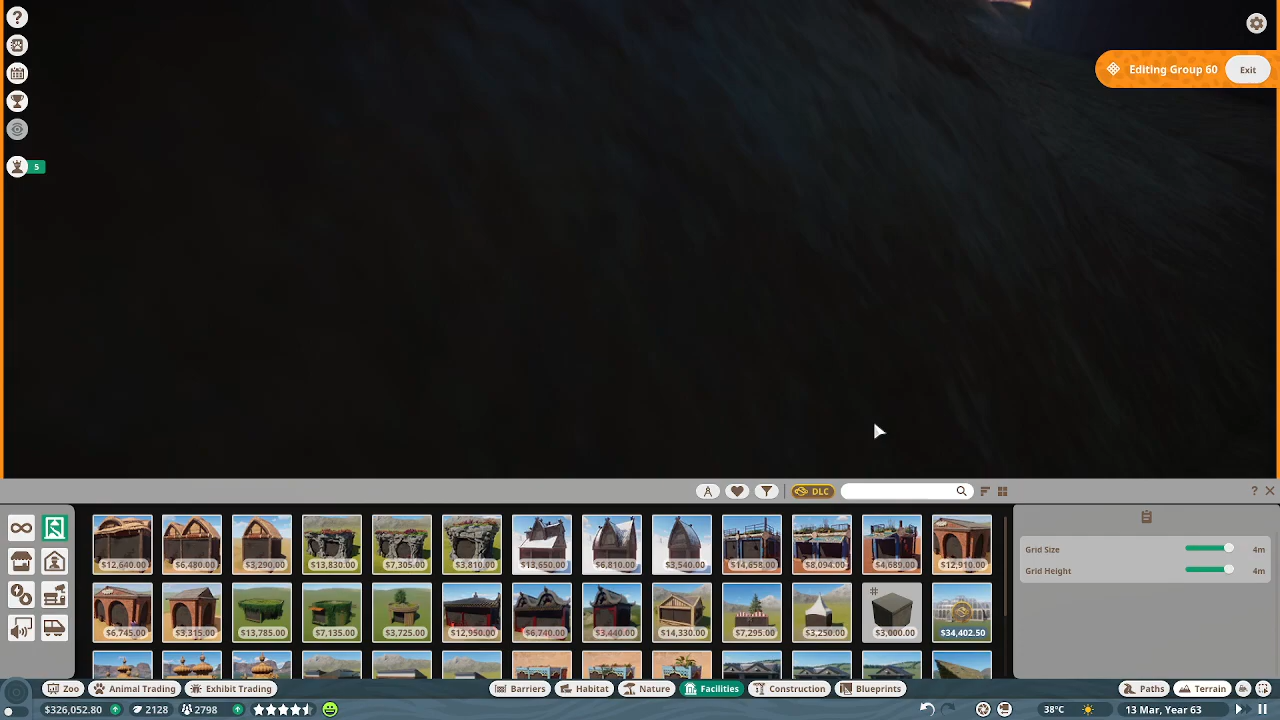 ?
Editing Group 60
Exit
5
A
DLC
? ×
Grid Size 4m
Grid Height 4m
$12,640.00 $6,480.00 $3,290.00 $13,830.00 $7,305.00 $3,810.00 $13,650.00 $6,810.00 $3,540.00 $14,658.00 $8,094.00 $4,689.00 $12,910.00
$6,745.00 $3,315.00 $13,785.00 $7,135.00 $3,725.00 $12,950.00 $6,740.00 $3,440.00 $14,330.00 $7,295.00 $3,250.00 # $3,000.00 $34,402.50
Zoo Animal Trading Exhibit Trading Barriers Habitat Nature Facilities Construction Blueprints Paths Terrain
$326,052.80 2128 2798 38°C 13 Mar, Year 63